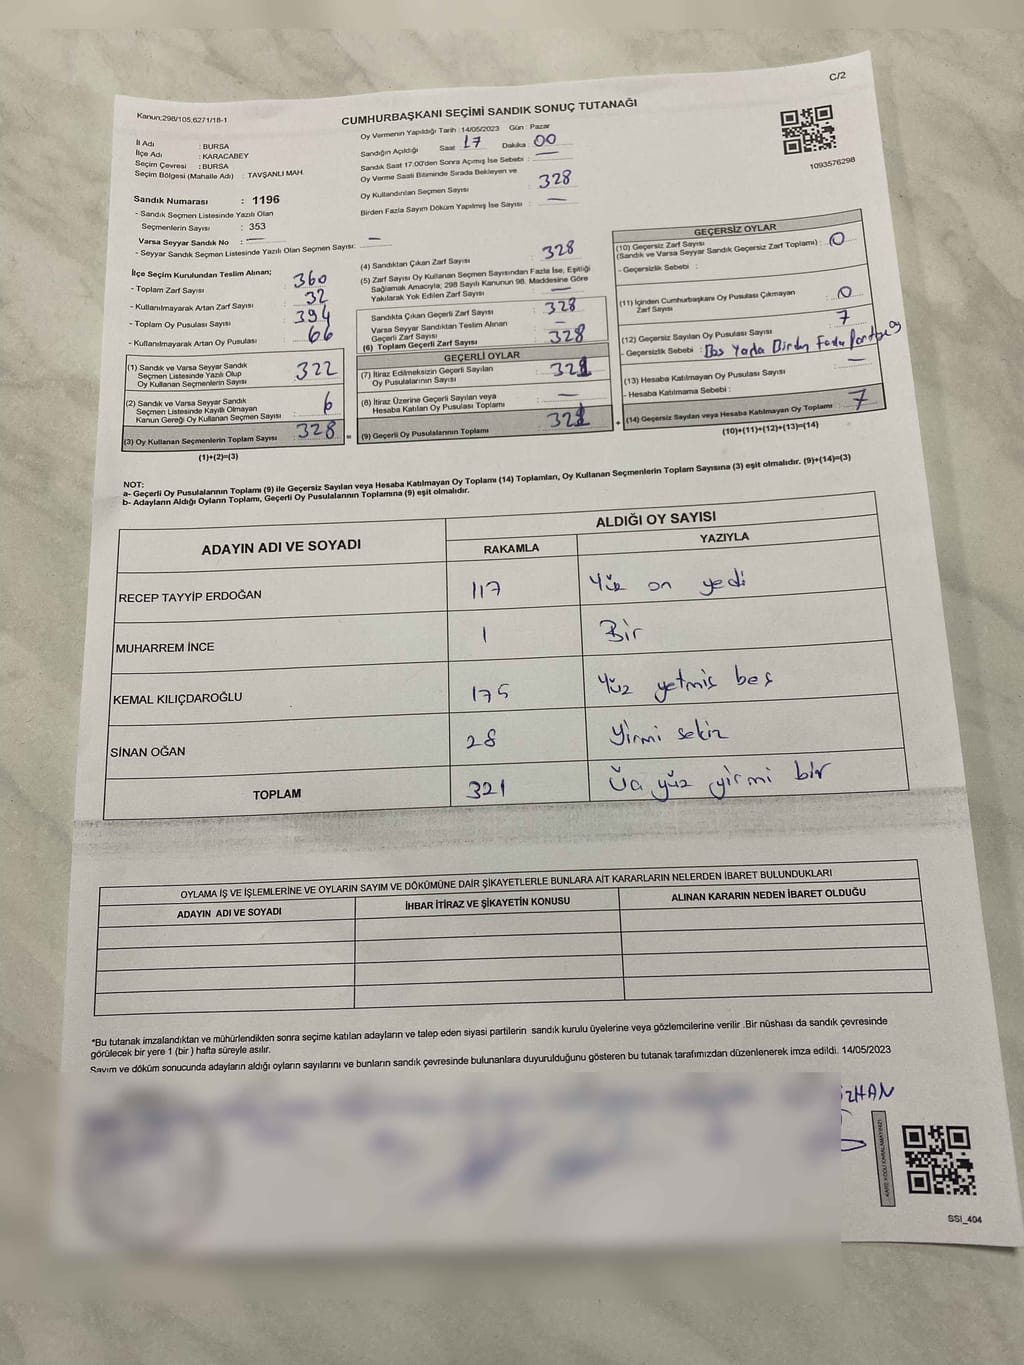 C/2
Kanun;298/105,6271/18-1
CUMHURBAŞKANI SEÇİMİ SANDIK SONUÇ TUTANAĞI
İl Adı : BURSA
İlçe Adı : KARACABEY
Seçim Çevresi : BURSA
Seçim Bölgesi (Mahalle Adı) : TAVŞANLI MAH.
Oy Vermenin Yapıldığı Tarih : 14/05/2023 Gün : Pazar
Sandığın Açıldığı Saat : 17 Dakika : 00
Sandık Saat 17:00'den Sonra Açımış İse Sebebi : —
Oy Verme Saati Bitiminde Sırada Bekleyen ve
Oy Kullandırılan Seçmen Sayısı : 328
Birden Fazla Sayım Döküm Yapılmış İse Sayısı : —
1093576298
Sandık Numarası : 1196
- Sandık Seçmen Listesinde Yazılı Olan
Seçmenlerin Sayısı : 353
Varsa Seyyar Sandık No : —
- Seyyar Sandık Seçmen Listesinde Yazılı Olan Seçmen Sayısı: —
İlçe Seçim Kurulundan Teslim Alınan;
- Toplam Zarf Sayısı : 360
- Kullanılmayarak Artan Zarf Sayısı : 32
- Toplam Oy Pusulası Sayısı : 394
- Kullanılmayarak Artan Oy Pusulası : 66
(1) Sandık ve Varsa Seyyar Sandık
Seçmen Listesinde Yazılı Olup
Oy Kullanan Seçmenlerin Sayısı : 322
(2) Sandık ve Varsa Seyyar Sandık
Seçmen Listesinde Kayıtlı Olmayan
Kanun Gereği Oy Kullanan Seçmen Sayısı : 6
(3) Oy Kullanan Seçmenlerin Toplam Sayısı : 328
(1)+(2)=(3)
(4) Sandıktan Çıkan Zarf Sayısı : 328
(5) Zarf Sayısı Oy Kullanan Seçmen Sayısından Fazla İse, Eşitliği
Sağlamak Amacıyla; 298 Sayılı Kanunun 98. Maddesine Göre
Yakılarak Yok Edilen Zarf Sayısı : —
Sandıkta Çıkan Geçerli Zarf Sayısı : 328
Varsa Seyyar Sandıktan Teslim Alınan
Geçerli Zarf Sayısı : —
(6) Toplam Geçerli Zarf Sayısı : 328
GEÇERLİ OYLAR
(7) İtiraz Edilmeksizin Geçerli Sayılan
Oy Pusulalarının Sayısı : 321
(8) İtiraz Üzerine Geçerli Sayılan veya
Hesaba Katılan Oy Pusulası Toplamı : —
= (9) Geçerli Oy Pusulalarının Toplamı : 321
GEÇERSİZ OYLAR
(10) Geçersiz Zarf Sayısı
(Sandık ve Varsa Seyyar Sandık Geçersiz Zarf Toplamı) : 0
- Geçersizlik Sebebi :
(11) İçinden Cumhurbaşkanı Oy Pusulası Çıkmayan
Zarf Sayısı : 0
(12) Geçersiz Sayılan Oy Pusulası Sayısı : 7
- Geçersizlik Sebebi : Boş Yada Birden Fazla
(13) Hesaba Katılmayan Oy Pusulası Sayısı : —
- Hesaba Katılmama Sebebi :
+ (14) Geçersiz Sayılan veya Hesaba Katılmayan Oy Toplamı : 7
(10)+(11)+(12)+(13)=(14)
NOT:
a- Geçerli Oy Pusulalarının Toplamı (9) ile Geçersiz Sayılan veya Hesaba Katılmayan Oy Toplamı (14) Toplamları, Oy Kullanan Seçmenlerin Toplam Sayısına (3) eşit olmalıdır. (9)+(14)=(3)
b- Adayların Aldığı Oyların Toplamı, Geçerli Oy Pusulalarının Toplamına (9) eşit olmalıdır.
ADAYIN ADI VE SOYADI ALDIĞI OY SAYISI
RAKAMLA YAZIYLA
RECEP TAYYİP ERDOĞAN 117 Yüz on yedi
MUHARREM İNCE 1 Bir
KEMAL KILIÇDAROĞLU 175 Yüz yetmiş beş
SİNAN OĞAN 28 Yirmi sekiz
TOPLAM 321 Üç yüz yirmi bir
OYLAMA İŞ VE İŞLEMLERİNE VE OYLARIN SAYIM VE DÖKÜMÜNE DAİR ŞİKAYETLERLE BUNLARA AİT KARARLARIN NELERDEN İBARET BULUNDUKLARI
ADAYIN ADI VE SOYADI İHBAR İTİRAZ VE ŞİKAYETİN KONUSU ALINAN KARARIN NEDEN İBARET OLDUĞU
*Bu tutanak imzalandıktan ve mühürlendikten sonra seçime katılan adayların ve talep eden siyasi partilerin sandık kurulu üyelerine veya gözlemcilerine verilir .Bir nüshası da sandık çevresinde
görülecek bir yere 1 (bir ) hafta süreyle asılır.
Sayım ve döküm sonucunda adayların aldığı oyların sayılarını ve bunların sandık çevresinde bulunanlara duyurulduğunu gösteren bu tutanak tarafımızdan düzenlenerek imza edildi. 14/05/2023
SSI_404